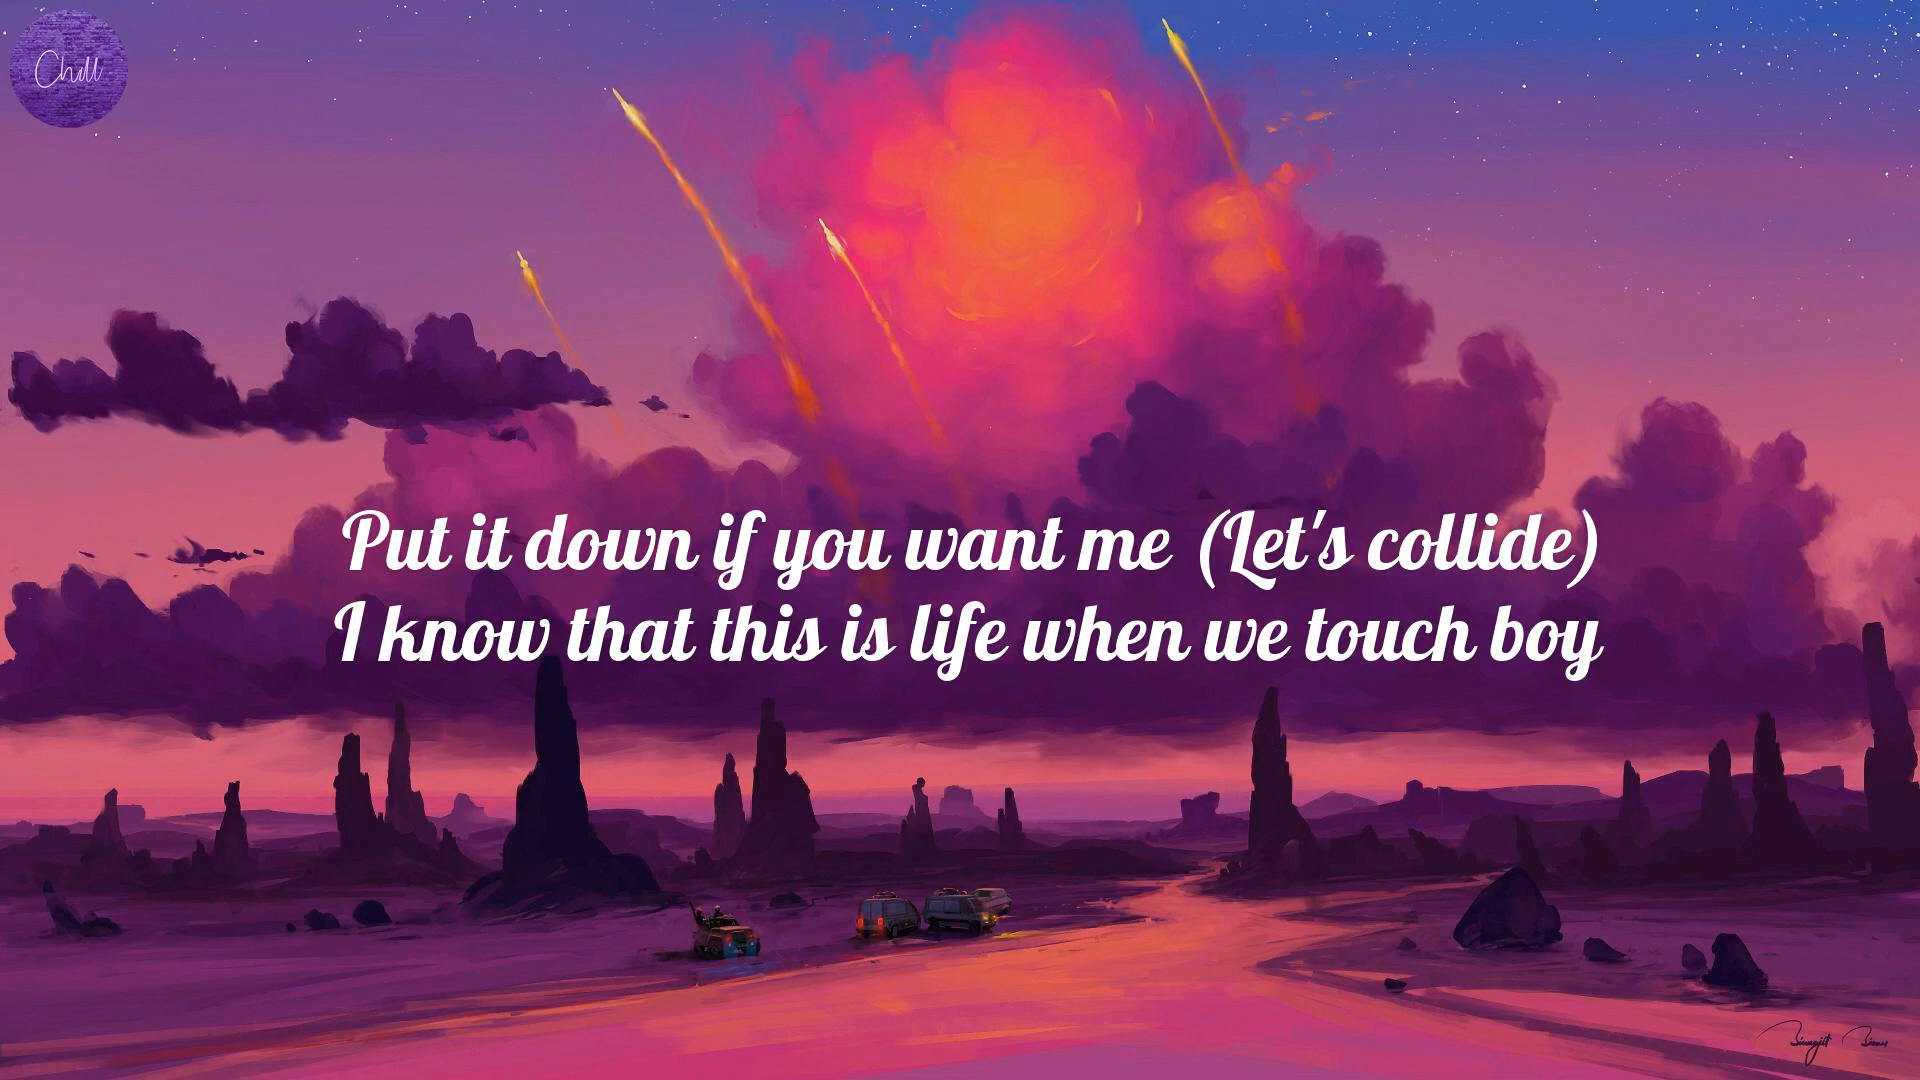 Chill
Put it down if you want me (Let's collide)
I know that this is life when we touch boy